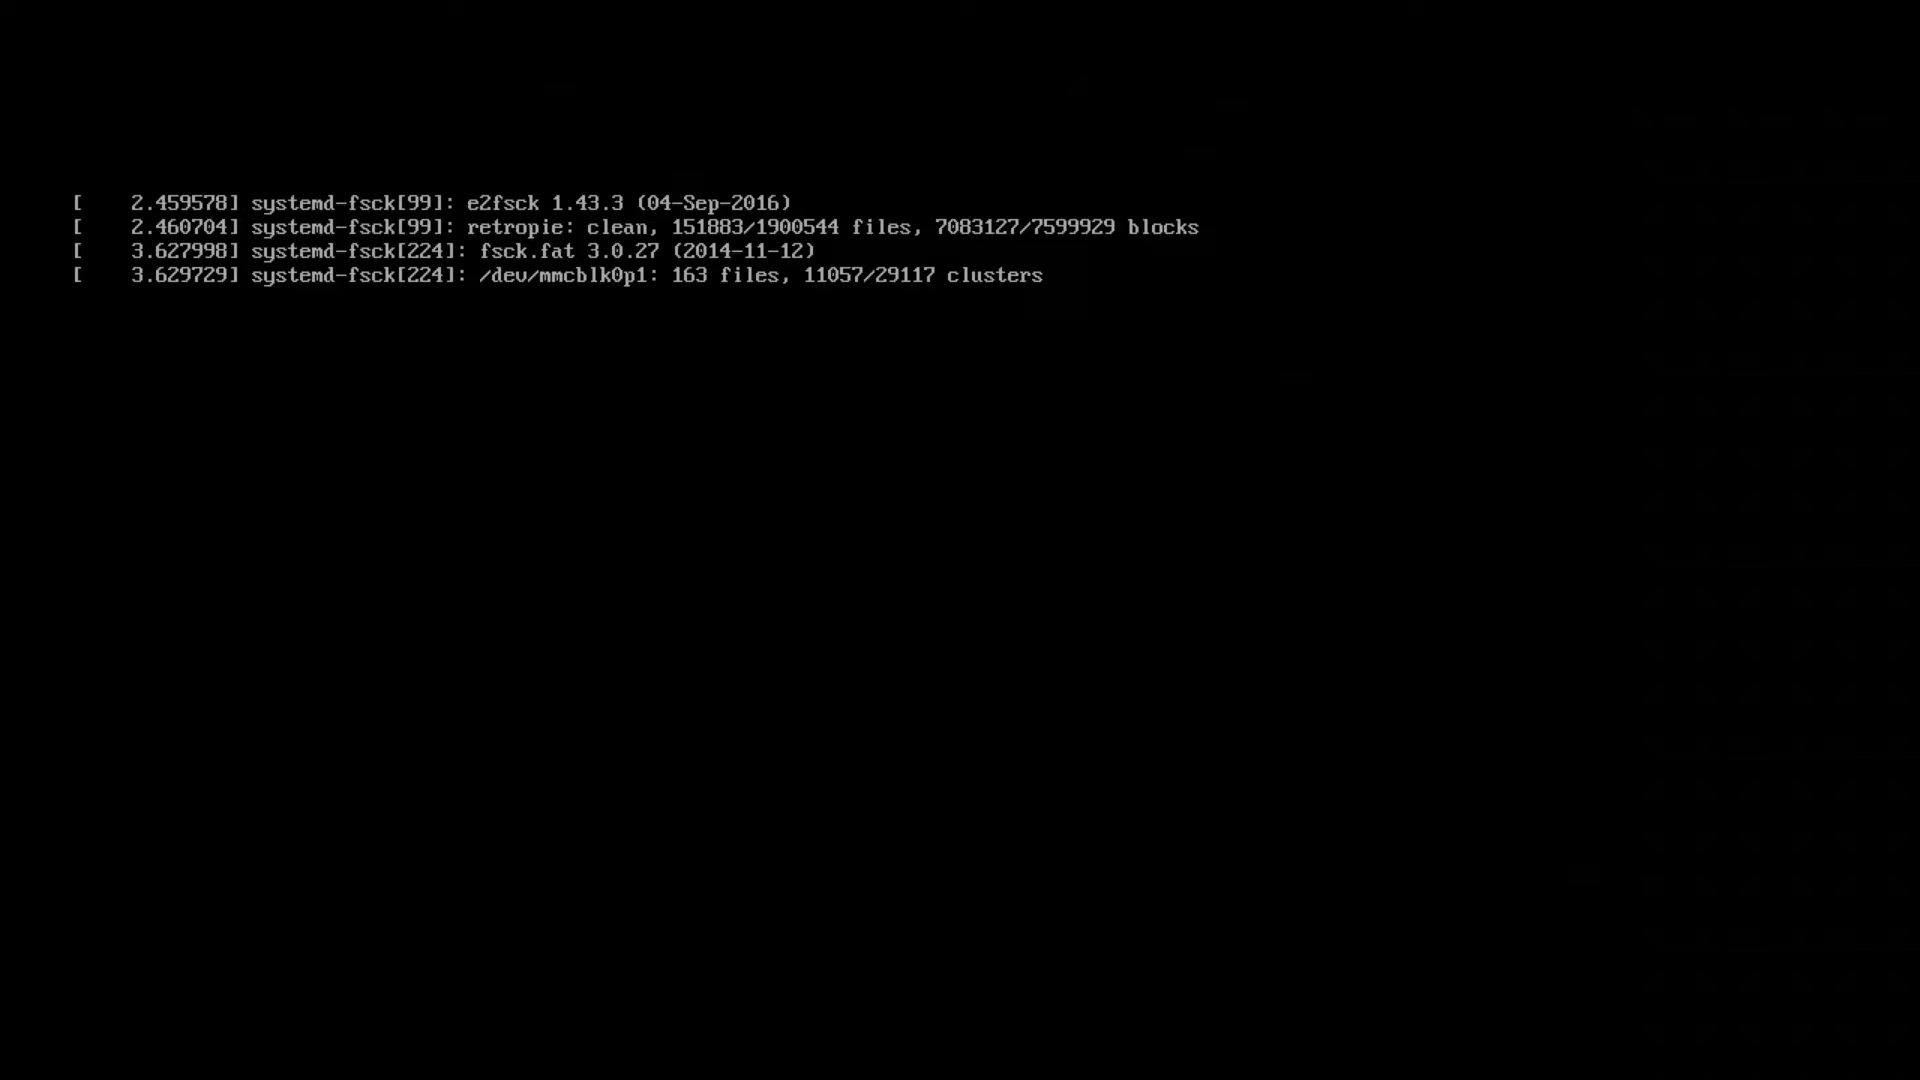 [    2.459578] systemd-fsck[99]: e2fsck 1.43.3 (04-Sep-2016)
[    2.460704] systemd-fsck[99]: retropie: clean, 151883/1900544 files, 7083127/7599929 blocks
[    3.627998] systemd-fsck[224]: fsck.fat 3.0.27 (2014-11-12)
[    3.629729] systemd-fsck[224]: /dev/mmcblk0p1: 163 files, 11057/29117 clusters